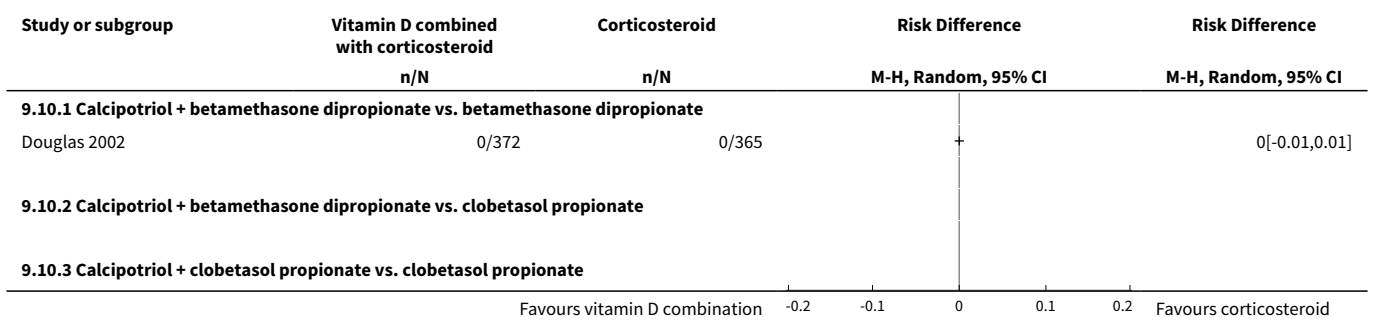 Study or subgroup Vitamin D combined Corticosteroid Risk Difference Risk Difference
with corticosteroid
n/N n/N M-H, Random, 95% CI M-H, Random, 95% CI
9.10.1 Calcipotriol + betamethasone dipropionate vs. betamethasone dipropionate
Douglas 2002 0/372 0/365 0[-0.01,0.01]
9.10.2 Calcipotriol + betamethasone dipropionate vs. clobetasol propionate
9.10.3 Calcipotriol + clobetasol propionate vs. clobetasol propionate
Favours vitamin D combination -0.2 -0.1 0 0.1 0.2 Favours corticosteroid